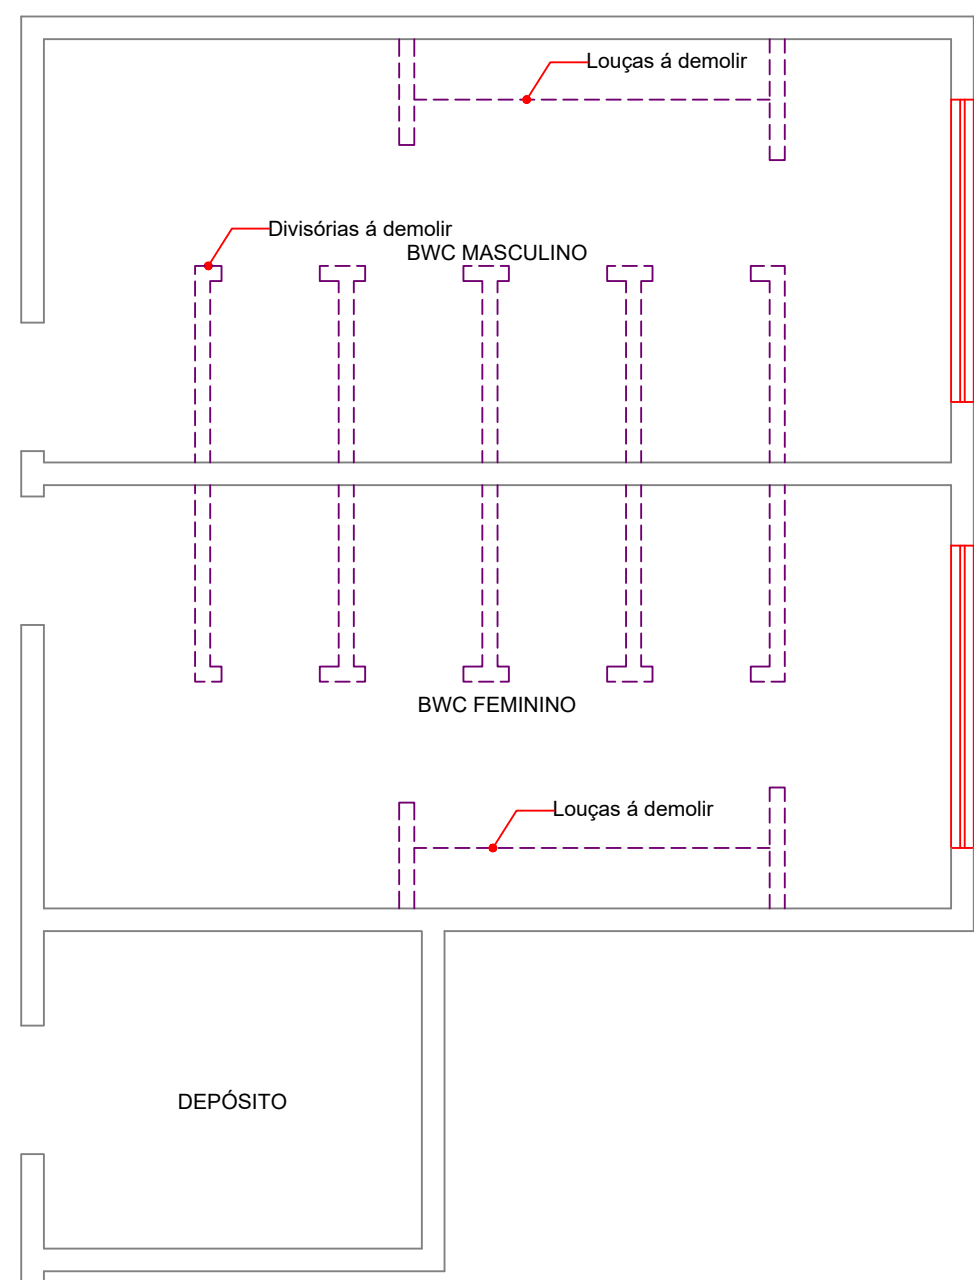 Louças á demolir
Divisórias á demolir
BWC MASCULINO
BWC FEMININO
Louças á demolir
DEPÓSITO